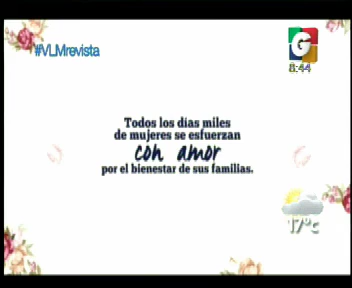 #VLMrevista
G
8:44
Todos los días miles
de mujeres se esfuerzan
con amor
por el bienestar de sus familias.
17°C